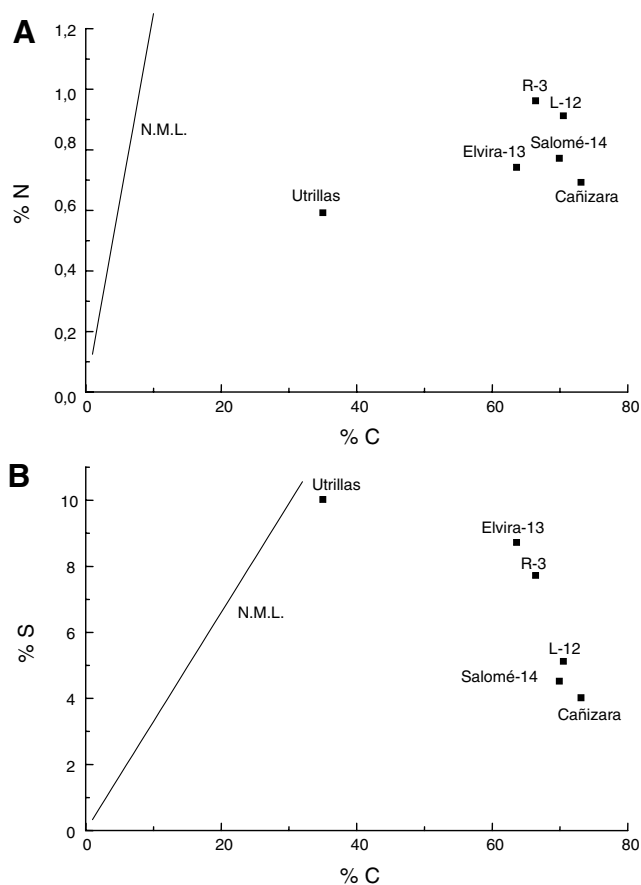 A
1,2
1,0
0,8
0,6
0,4
0,2
0,0
% N
N.M.L.
R-3
L-12
Salomé-14
Elvira-13
Cañizara
Utrillas
0 20 40 60 80
% C
B
10
8
6
4
2
0
% S
Utrillas
N.M.L.
Elvira-13
R-3
L-12
Salomé-14
Cañizara
0 20 40 60 80
% C